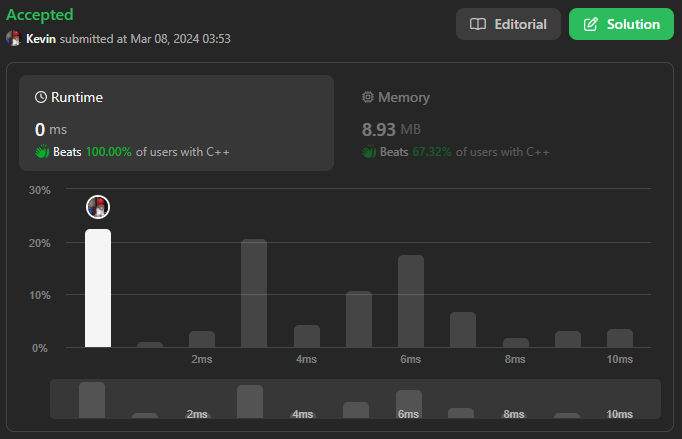 Accepted
Editorial
Solution
Kevin submitted at Mar 08, 2024 03:53
Runtime
Memory
0 ms
8.93 MB
Beats 100.00% of users with C++
Beats 67.32% of users with C++
30%
20%
10%
0%
2ms 4ms 6ms 8ms 10ms
2ms 4ms 6ms 8ms 10ms